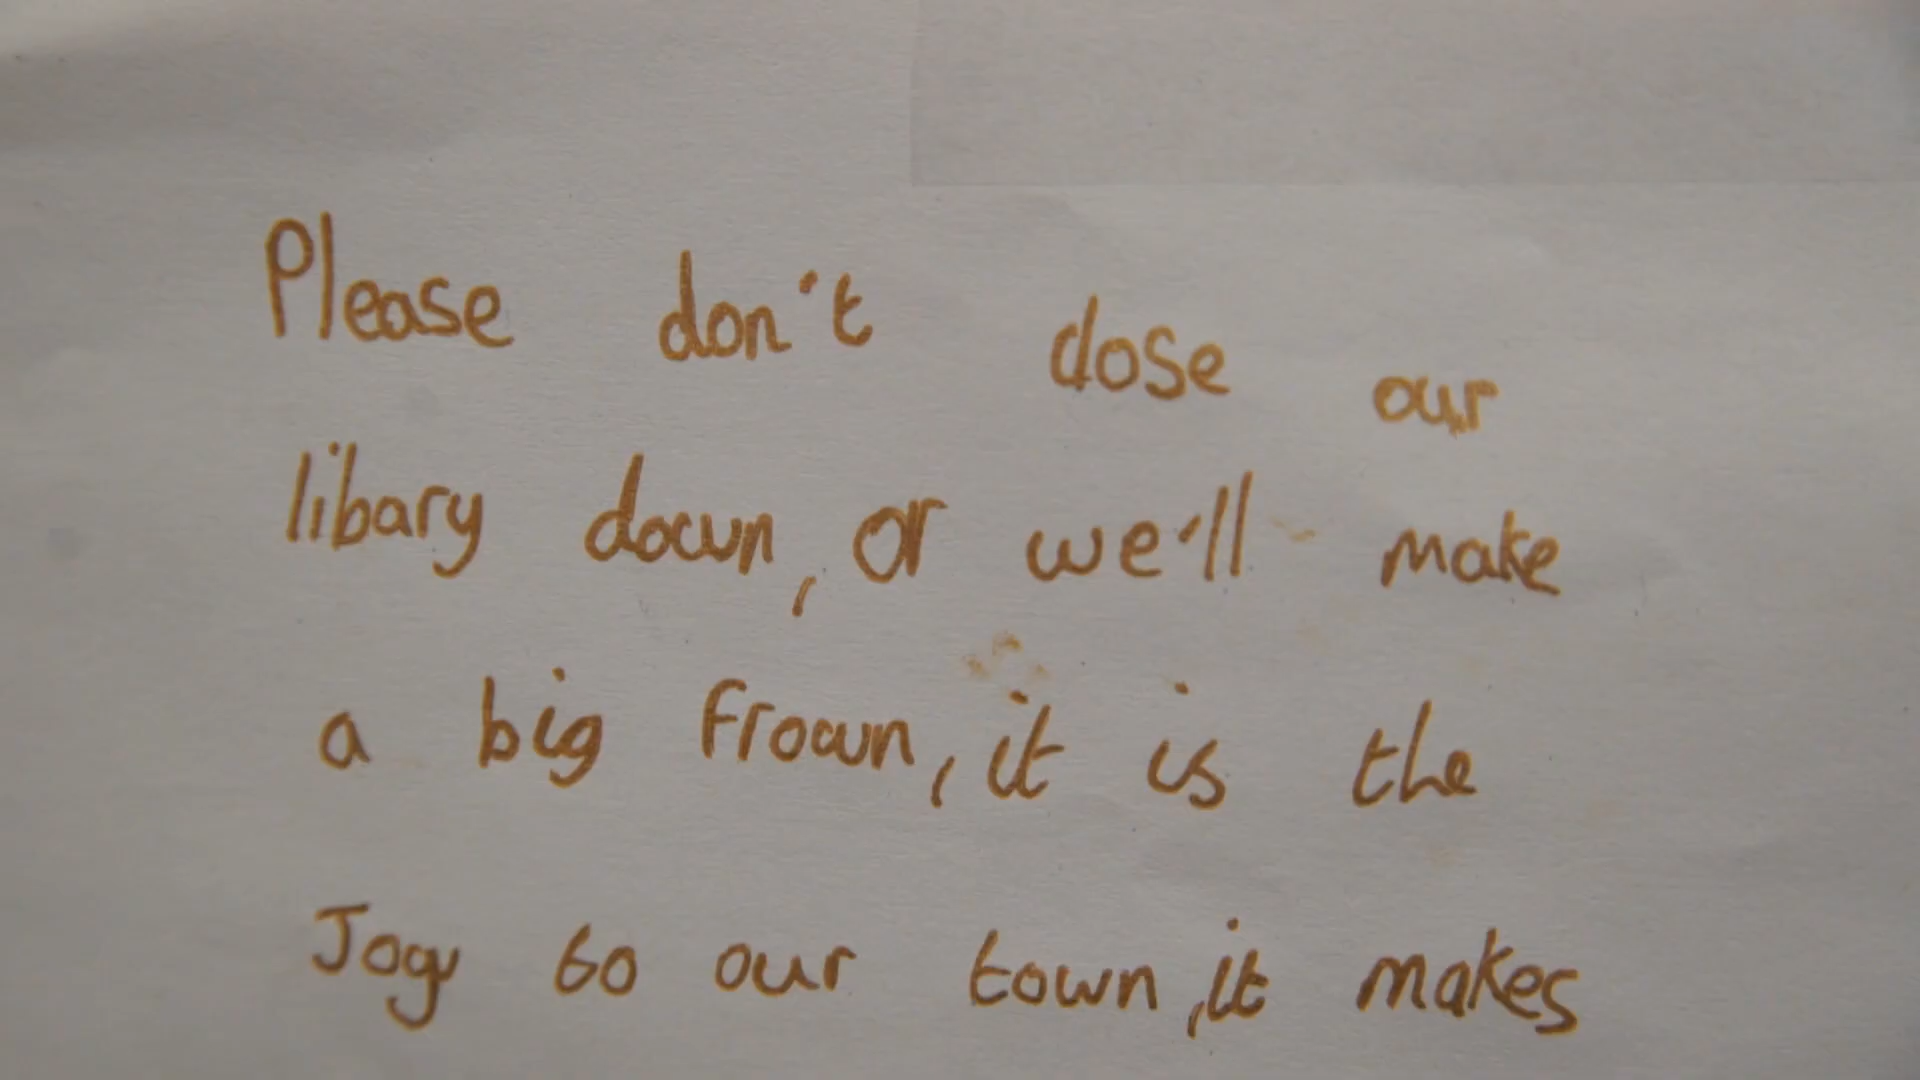 Please don't close our
libary down, or we'll make
a big frown, it is the
Joy to our town, it makes